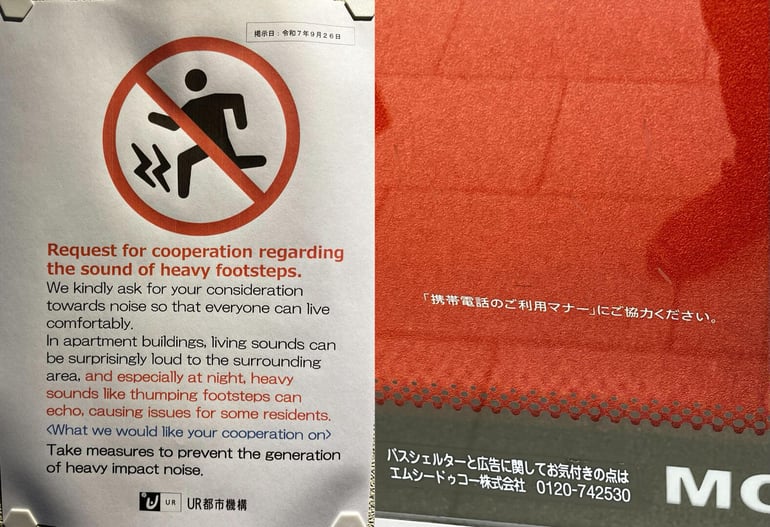 掲示日：令和7年9月26日
Request for cooperation regarding
the sound of heavy footsteps.
We kindly ask for your consideration
towards noise so that everyone can live
comfortably.
In apartment buildings, living sounds can
be surprisingly loud to the surrounding
area, and especially at night, heavy
sounds like thumping footsteps can
echo, causing issues for some residents.
<What we would like your cooperation on>
Take measures to prevent the generation
of heavy impact noise.
UR UR都市機構
「携帯電話のご利用マナー」にご協力ください。
バスシェルターと広告に関してお気付きの点は
エムシードゥコー株式会社 0120-742530
MC